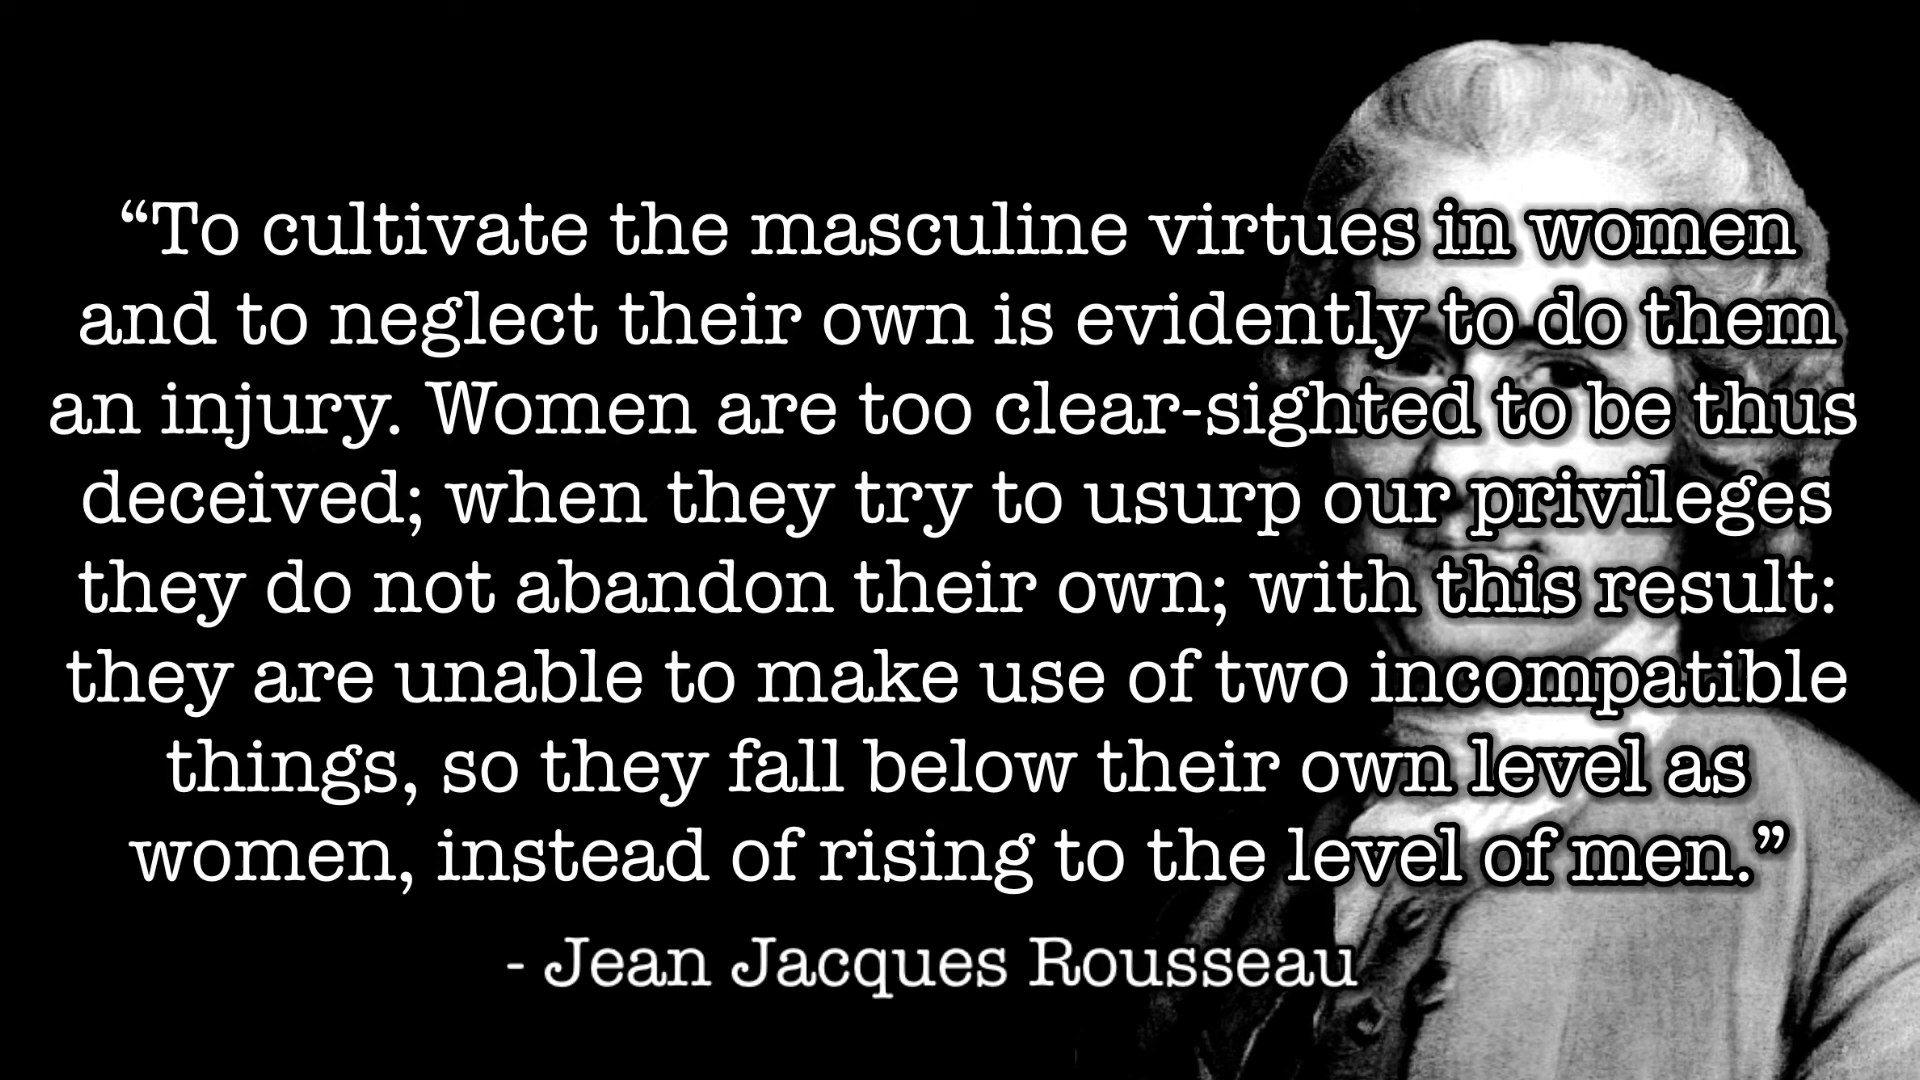 “To cultivate the masculine virtues in women
and to neglect their own is evidently to do them
an injury. Women are too clear-sighted to be thus
deceived; when they try to usurp our privileges
they do not abandon their own; with this result:
they are unable to make use of two incompatible
things, so they fall below their own level as
women, instead of rising to the level of men.”
- Jean Jacques Rousseau